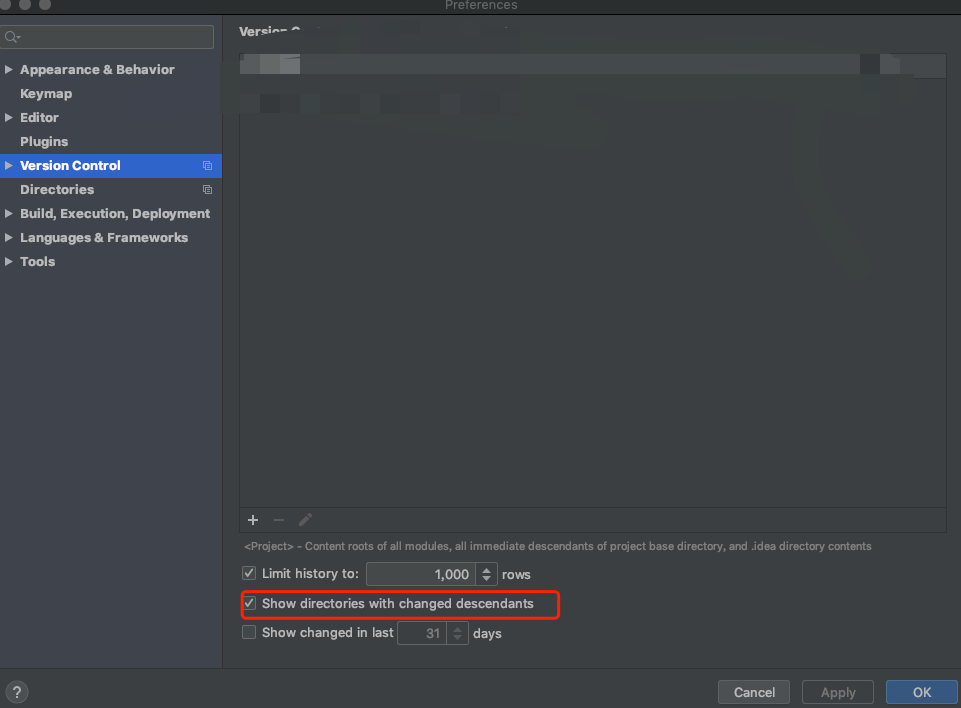 Preferences
Appearance & Behavior
Keymap
Editor
Plugins
Version Control
Directories
Build, Execution, Deployment
Languages & Frameworks
Tools
Version
<Project> - Content roots of all modules, all immediate descendants of project base directory, and .idea directory contents
Limit history to: 1,000 rows
Show directories with changed descendants
Show changed in last 31 days
?
Cancel
Apply
OK